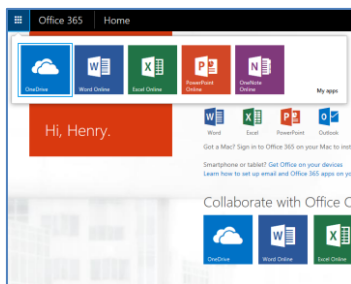 Office 365 Home
OneDrive Word Online Excel Online PowerPoint Online OneNote Online My apps
Hi, Henry.
Word Excel PowerPoint Outlook
Got a Mac? Sign in to Office 365 on your Mac to inst
Smartphone or tablet? Get Office on your devices
Learn how to set up email and Office 365 apps on yo
Collaborate with Office O
OneDrive Word Online Excel Online